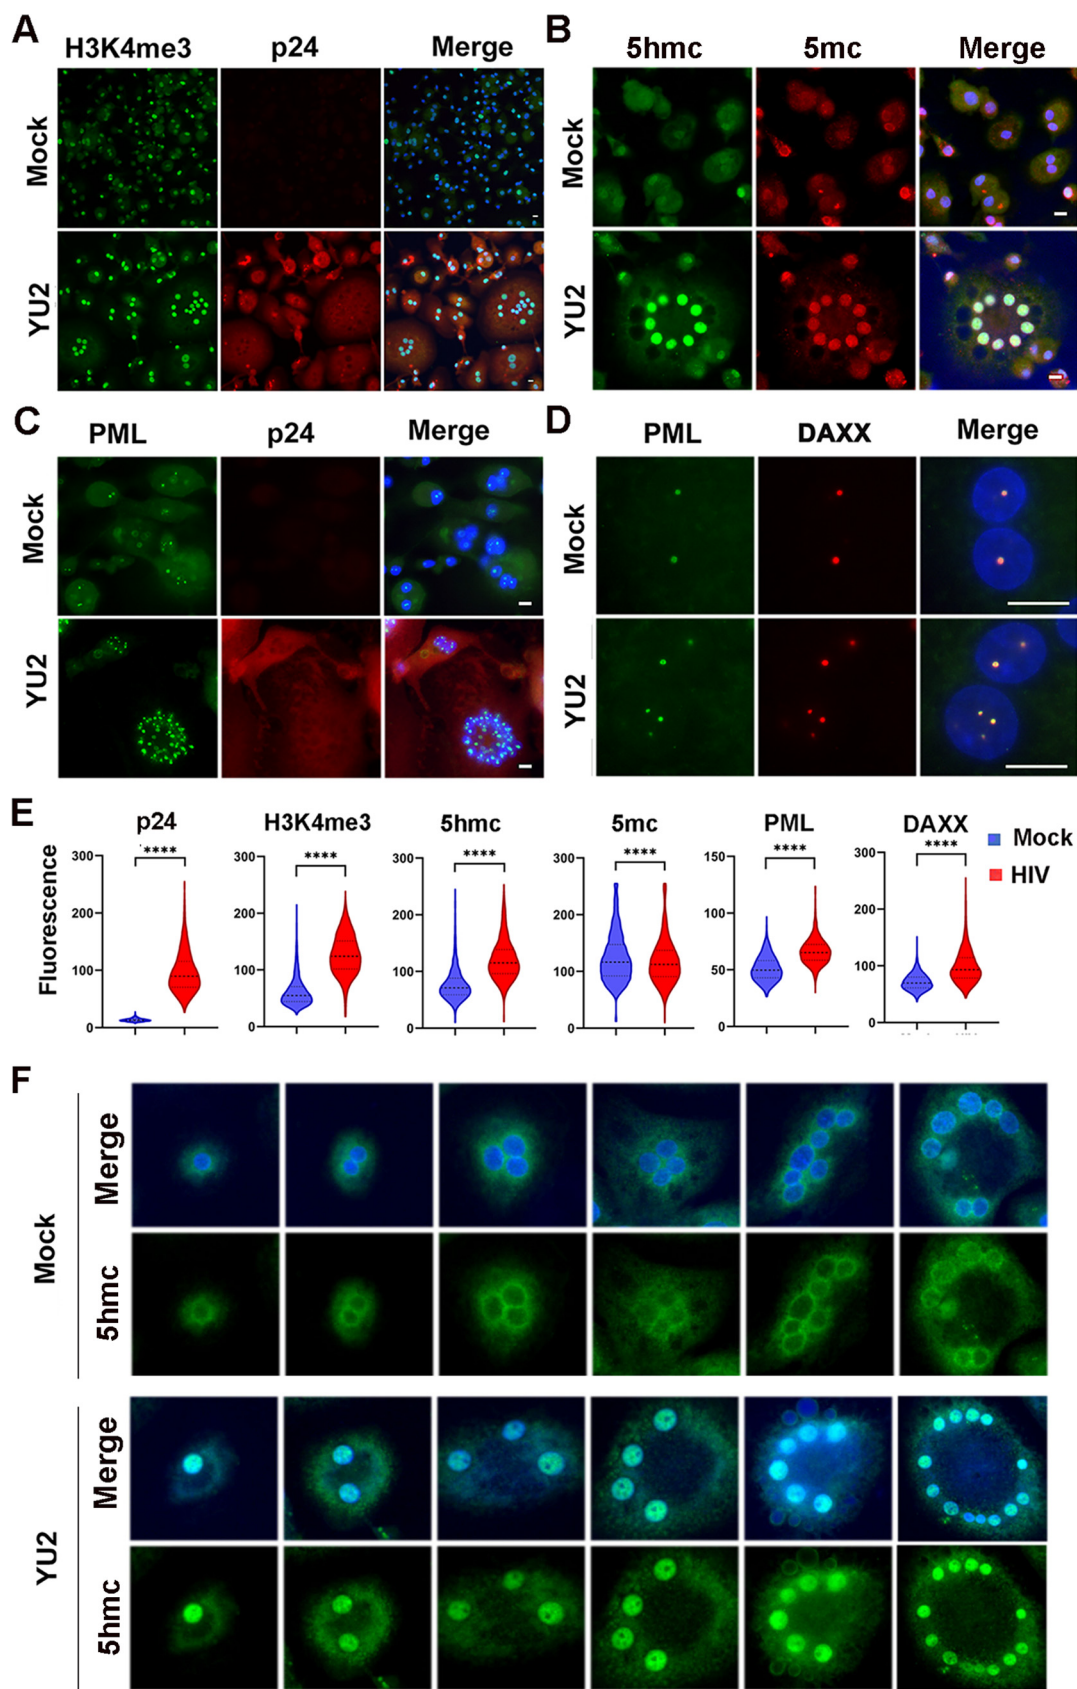 A
H3K4me3 p24 Merge
Mock
YU2
B
5hmc 5mc Merge
Mock
YU2
C
PML p24 Merge
Mock
YU2
D
PML DAXX Merge
Mock
YU2
E
Fluorescence
p24
****
300
200
100
0
H3K4me3
****
300
200
100
0
5hmc
****
300
200
100
0
5mc
****
300
200
100
0
PML
****
150
100
50
0
DAXX
****
300
200
100
0
Mock
HIV
F
Mock
Merge
5hmc
YU2
Merge
5hmc